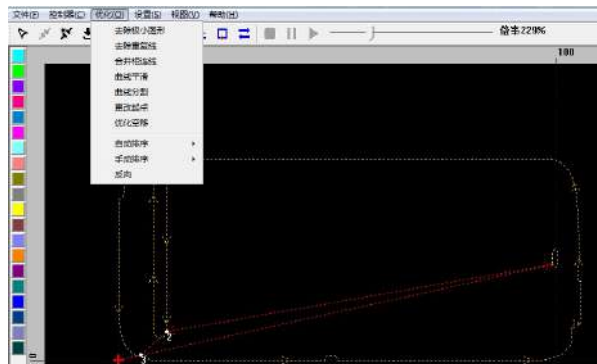 文件(F) 控制器(C) 优化(O) 设置(S) 视图(V) 帮助(H)
倍率229%
100
去除极小图形
去除重复线
合并相连线
曲线平滑
曲线分割
更改起点
优化空移
自动排序
手动排序
反向
2
3